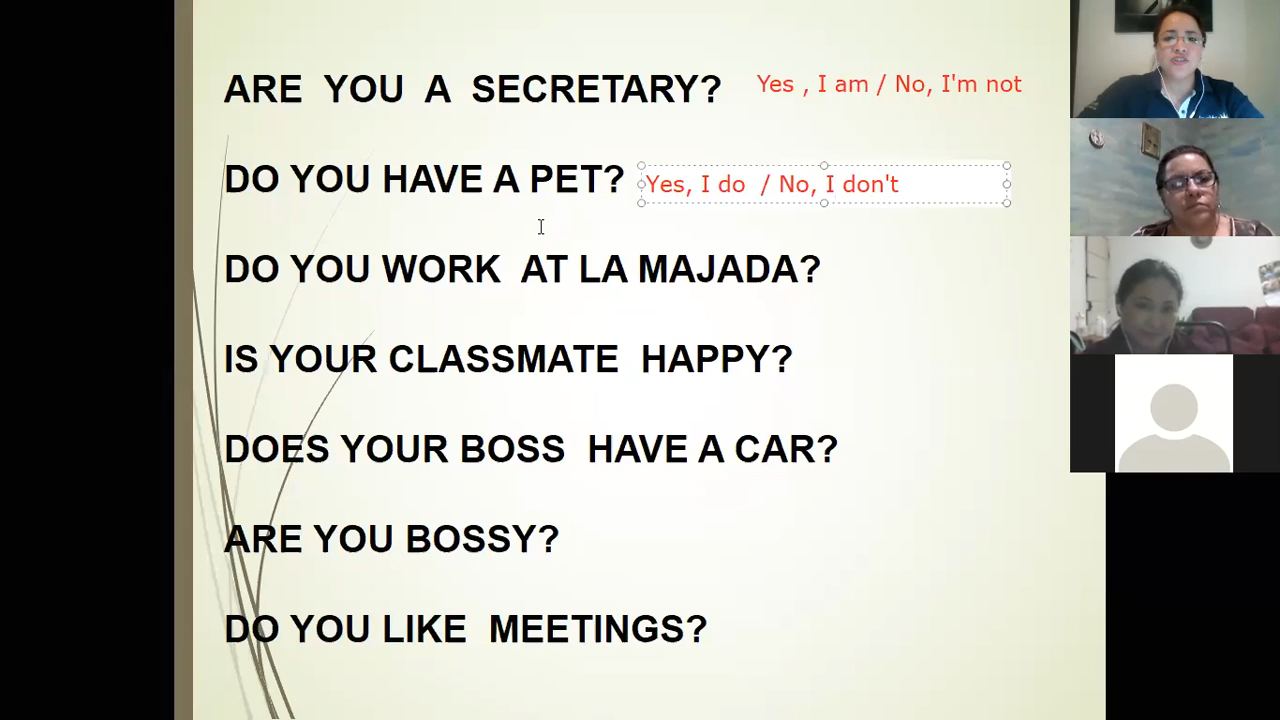 ARE YOU A SECRETARY? Yes , I am / No, I'm not
DO YOU HAVE A PET? Yes, I do / No, I don't
DO YOU WORK AT LA MAJADA?
IS YOUR CLASSMATE HAPPY?
DOES YOUR BOSS HAVE A CAR?
ARE YOU BOSSY?
DO YOU LIKE MEETINGS?